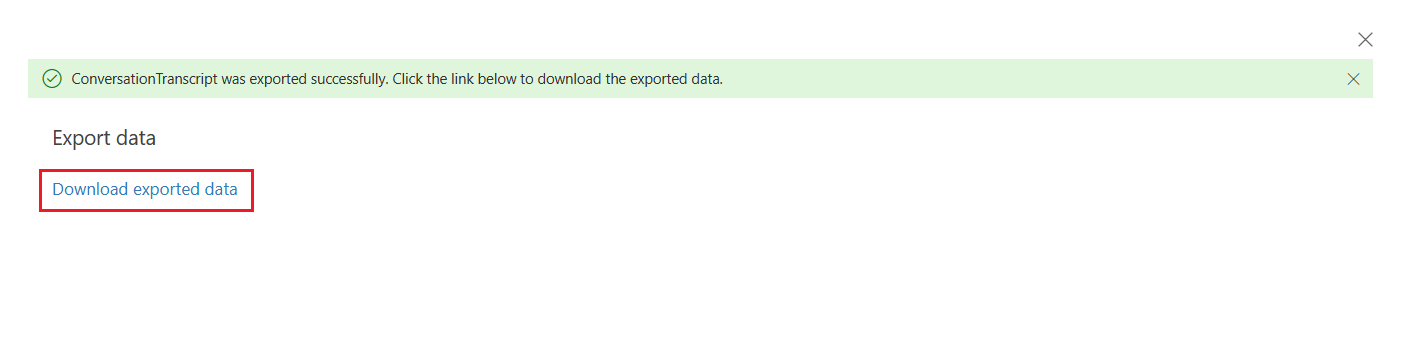 ConversationTranscript was exported successfully. Click the link below to download the exported data.
Export data
Download exported data